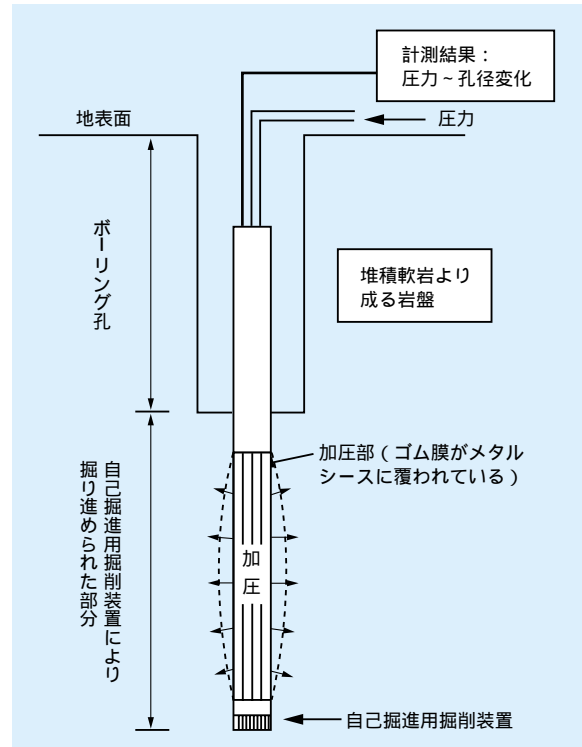 計測結果：
圧力～孔径変化
地表面
圧力
ボーリング孔
堆積軟岩より
成る岩盤
加圧部（ゴム膜がメタル
シースに覆われている）
自己掘進用掘削装置により
掘り進められた部分
加圧
自己掘進用掘削装置